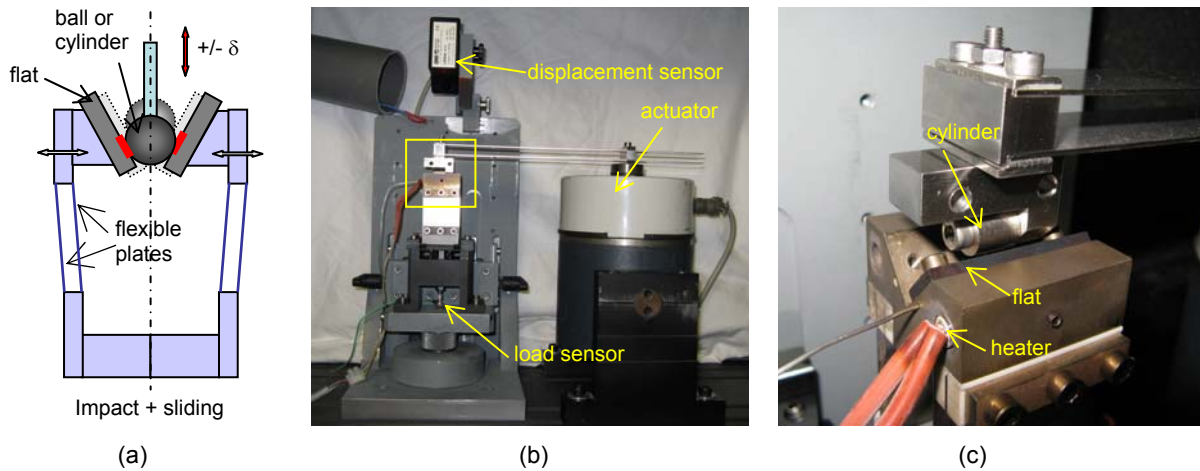 ball or
cylinder
+/- δ
flat
flexible
plates
Impact + sliding
(a)
displacement sensor
actuator
load sensor
(b)
cylinder
flat
heater
(c)